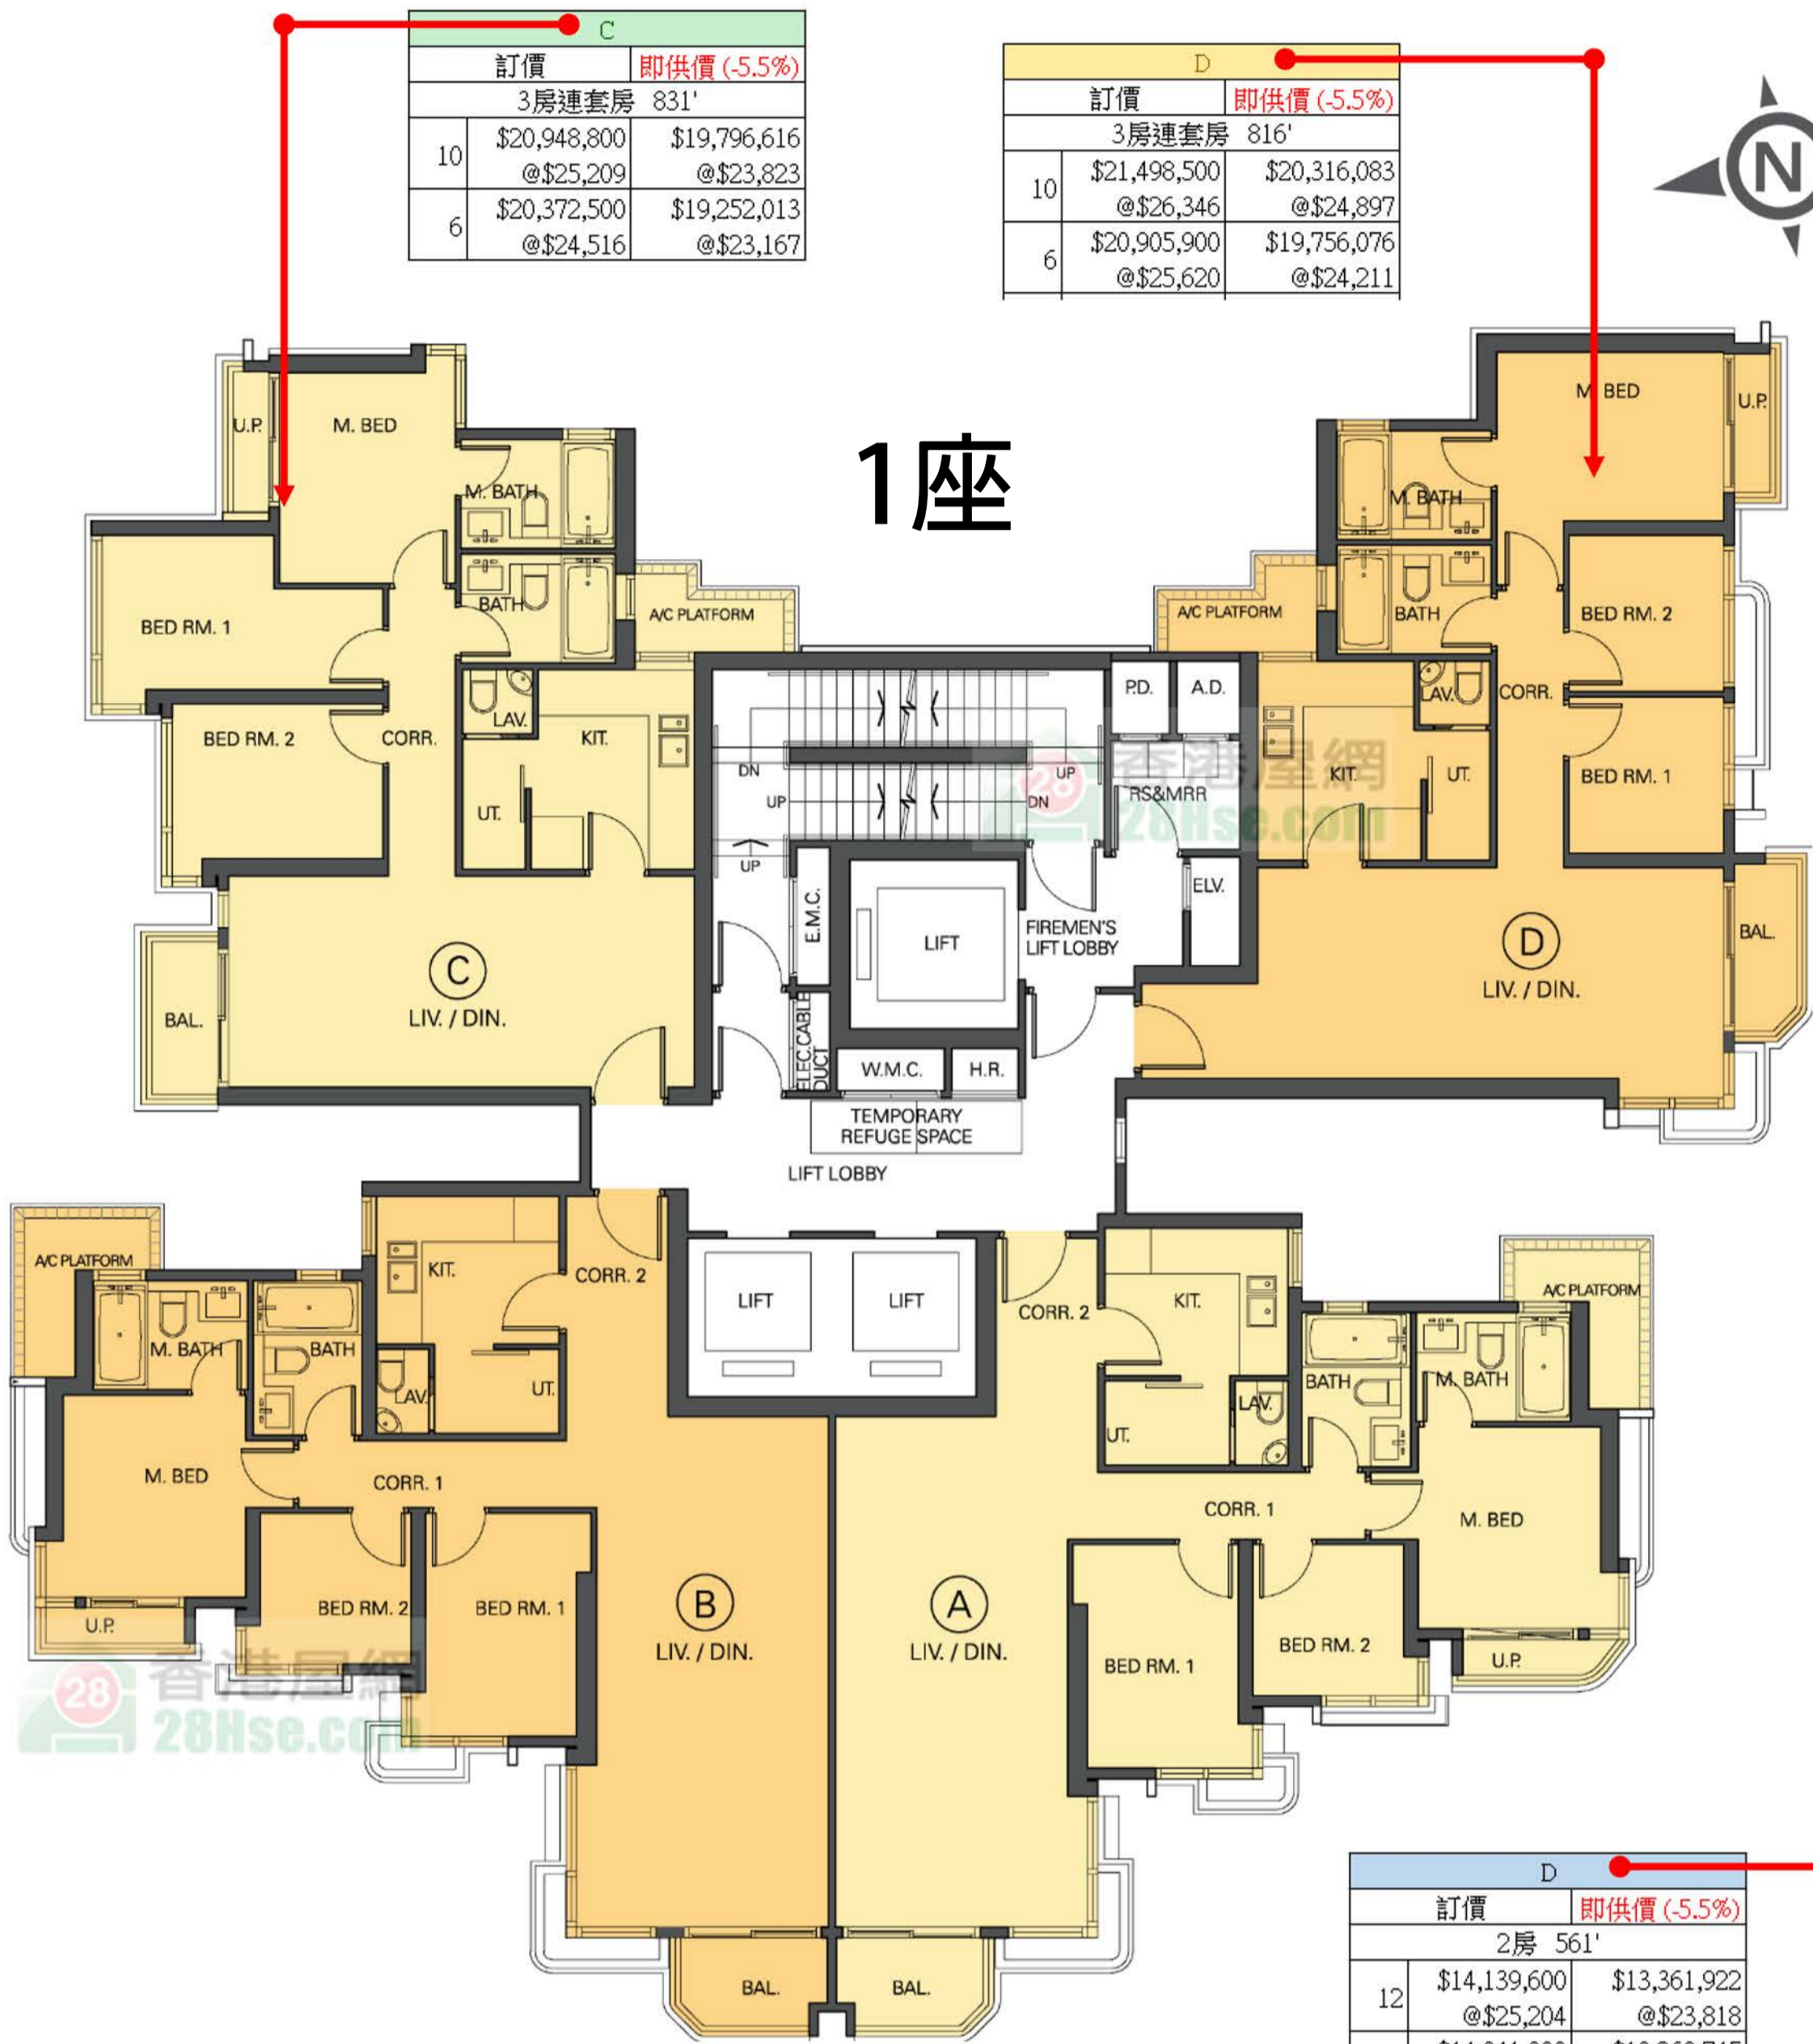 C
訂價 即供價 (-5.5%)
3房連套房 831'
10 $20,948,800 $19,796,616
@$25,209 @$23,823
6 $20,372,500 $19,252,013
@$24,516 @$23,167
D
訂價 即供價 (-5.5%)
3房連套房 816'
10 $21,498,500 $20,316,083
@$26,346 @$24,897
6 $20,905,900 $19,756,076
@$25,620 @$24,211
N
1座
U.P.
M. BED
M. BATH
BATH
A/C PLATFORM
BED RM. 1
BED RM. 2
CORR.
LAV.
KIT.
UT.
C
LIV. / DIN.
BAL.
DN
UP
UP
UP
DN
UP
P.D.
A.D.
RS&MRR
E.M.C.
LIFT
FIREMEN'S
LIFT LOBBY
ELV.
ELEC.CABLE
DUCT
W.M.C.
H.R.
TEMPORARY
REFUGE SPACE
LIFT LOBBY
M. BED
U.P.
M. BATH
BATH
A/C PLATFORM
BED RM. 2
LAV.
CORR.
KIT.
UT.
BED RM. 1
D
LIV. / DIN.
BAL.
28 香港屋網
28Hse.com
A/C PLATFORM
KIT.
CORR. 2
M. BATH
BATH
LAV.
UT.
M. BED
CORR. 1
BED RM. 2
BED RM. 1
U.P.
B
LIV. / DIN.
BAL.
LIFT
LIFT
CORR. 2
KIT.
A/C PLATFORM
BATH
M. BATH
LAV.
UT.
CORR. 1
M. BED
A
LIV. / DIN.
BED RM. 1
BED RM. 2
U.P.
BAL.
28 香港屋網
28Hse.com
D
訂價 即供價 (-5.5%)
2房 561'
12 $14,139,600 $13,361,922
@$25,204 @$23,818